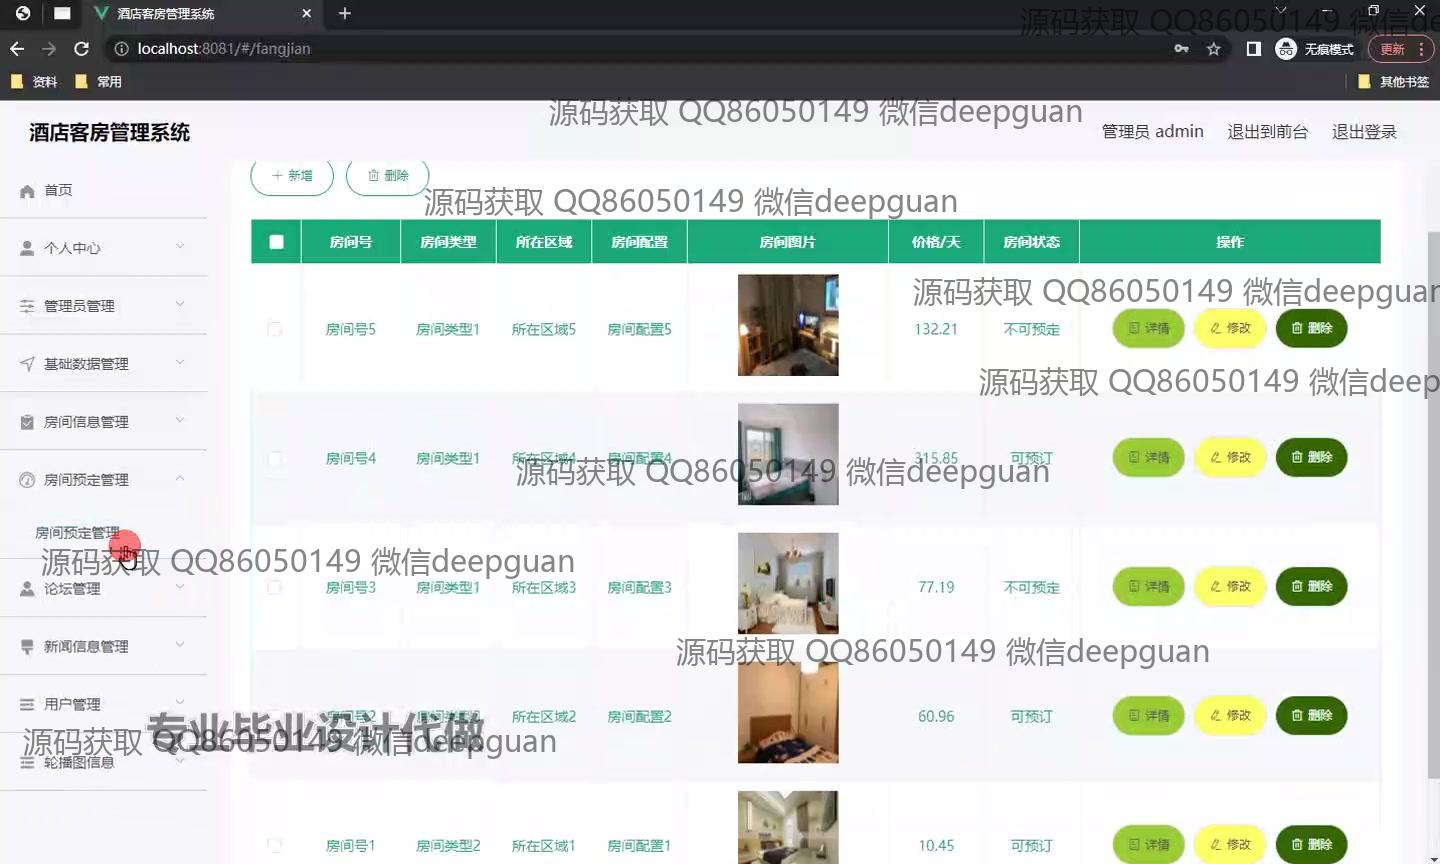 酒店客房管理系统
localhost:8081/#/fangjian
无痕模式
更新
源码获取 QQ86050149 微信de
资料
常用
其他书签
源码获取 QQ86050149 微信deepguan
酒店客房管理系统
管理员 admin
退出到前台
退出登录
首页
个人中心
管理员管理
基础数据管理
房间信息管理
房间预定管理
房间预定管理
论坛管理
新闻信息管理
用户管理
轮播图信息
新增
删除
源码获取 QQ86050149 微信deepguan
房间号 房间类型 所在区域 房间配置 房间图片 价格/天 房间状态 操作
源码获取 QQ86050149 微信deepguan
房间号5 房间类型1 所在区域5 房间配置5 132.21 不可预定 详情 修改 删除
源码获取 QQ86050149 微信deep
房间号4 房间类型1 所在区域4 房间配置4 315.85 可预订 详情 修改 删除
源码获取 QQ86050149 微信deepguan
源码获取 QQ86050149 微信deepguan
房间号3 房间类型1 所在区域3 房间配置3 77.19 不可预定 详情 修改 删除
源码获取 QQ86050149 微信deepguan
房间号2 所在区域2 房间配置2 60.96 可预订 详情 修改 删除
专业毕业设计代做
源码获取 QQ86050149 微信deepguan
房间号1 房间类型2 所在区域1 房间配置1 10.45 可预订 详情 修改 删除